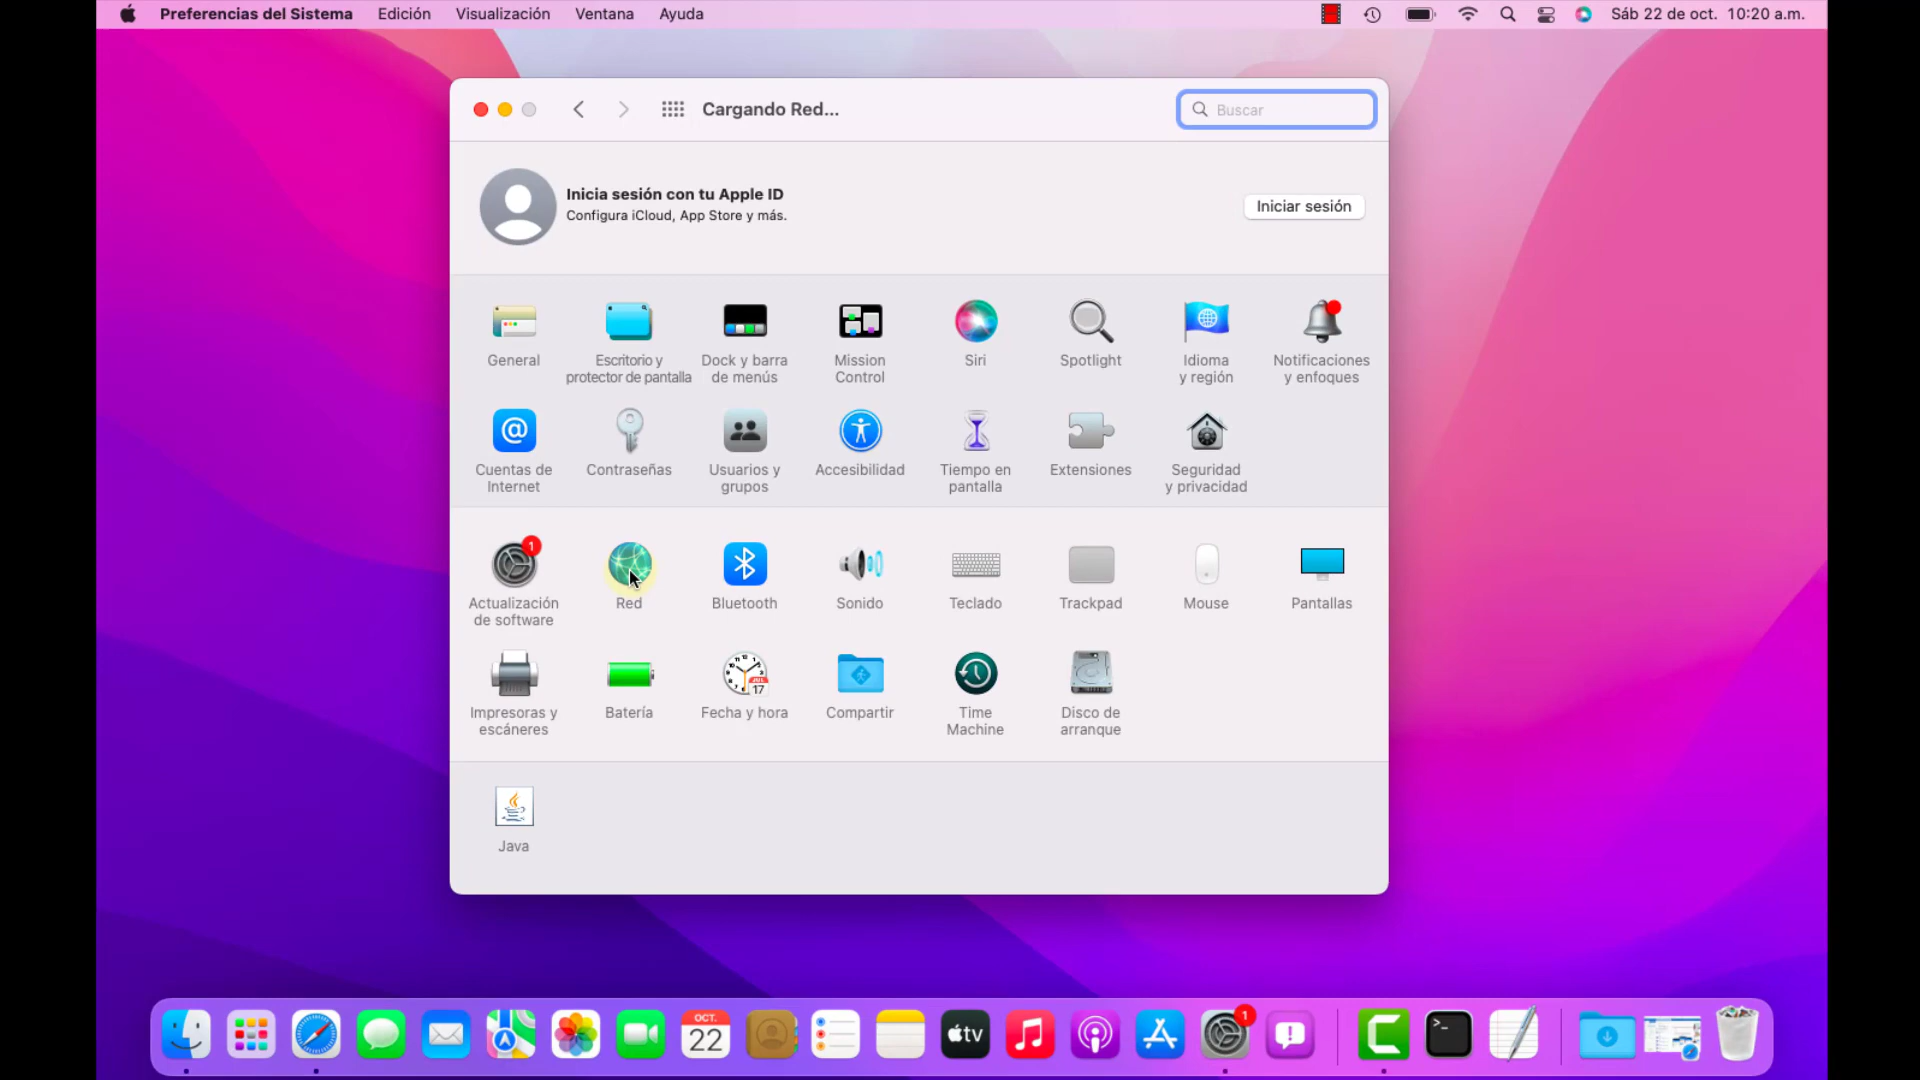 Preferencias del Sistema Edición Visualización Ventana Ayuda Sáb 22 de oct. 10:20 a.m.
Cargando Red... Buscar
Inicia sesión con tu Apple ID
Configura iCloud, App Store y más.
Iniciar sesión
General
Escritorio y
protector de pantalla
Dock y barra
de menús
Mission
Control
Siri
Spotlight
Idioma
y región
Notificaciones
y enfoques
Cuentas de
Internet
Contraseñas
Usuarios y
grupos
Accesibilidad
Tiempo en
pantalla
Extensiones
Seguridad
y privacidad
1
Actualización
de software
Red
Bluetooth
Sonido
Teclado
Trackpad
Mouse
Pantallas
Impresoras y
escáneres
Batería
JUL
17
Fecha y hora
Compartir
Time
Machine
Disco de
arranque
Java
OCT.
22
tv
1